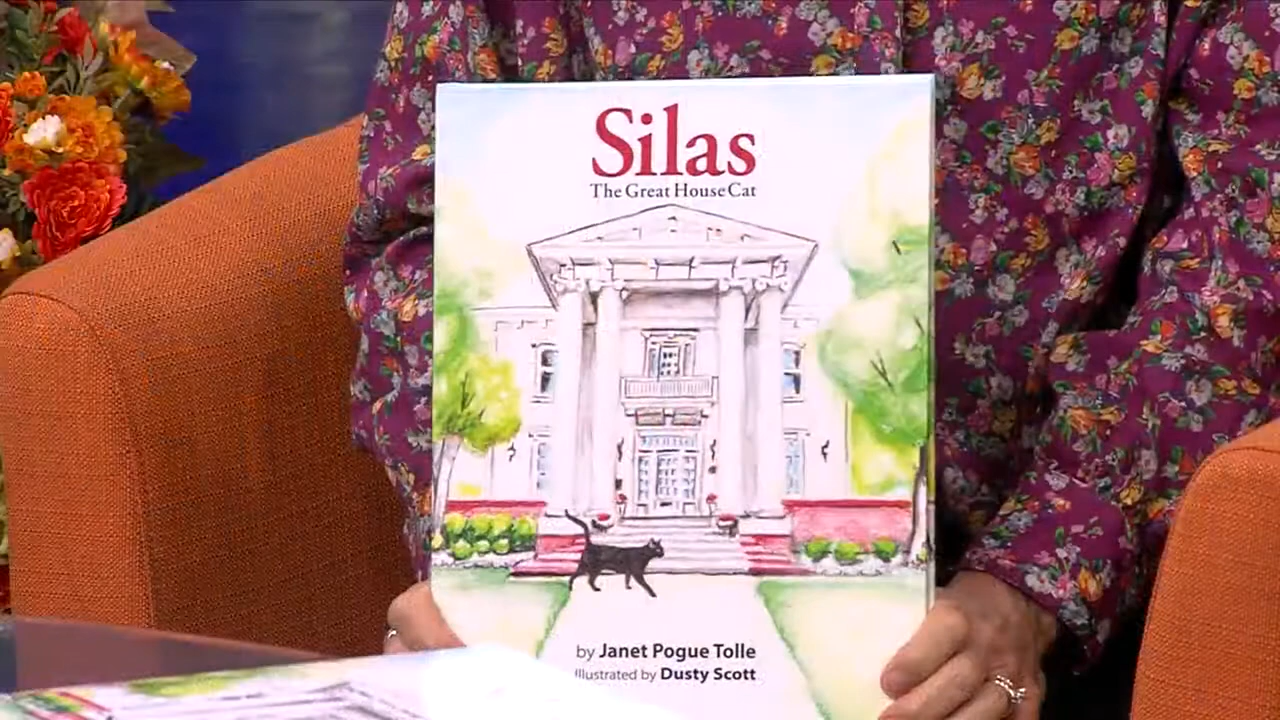 Silas
The Great House Cat
by Janet Pogue Tolle
Illustrated by Dusty Scott